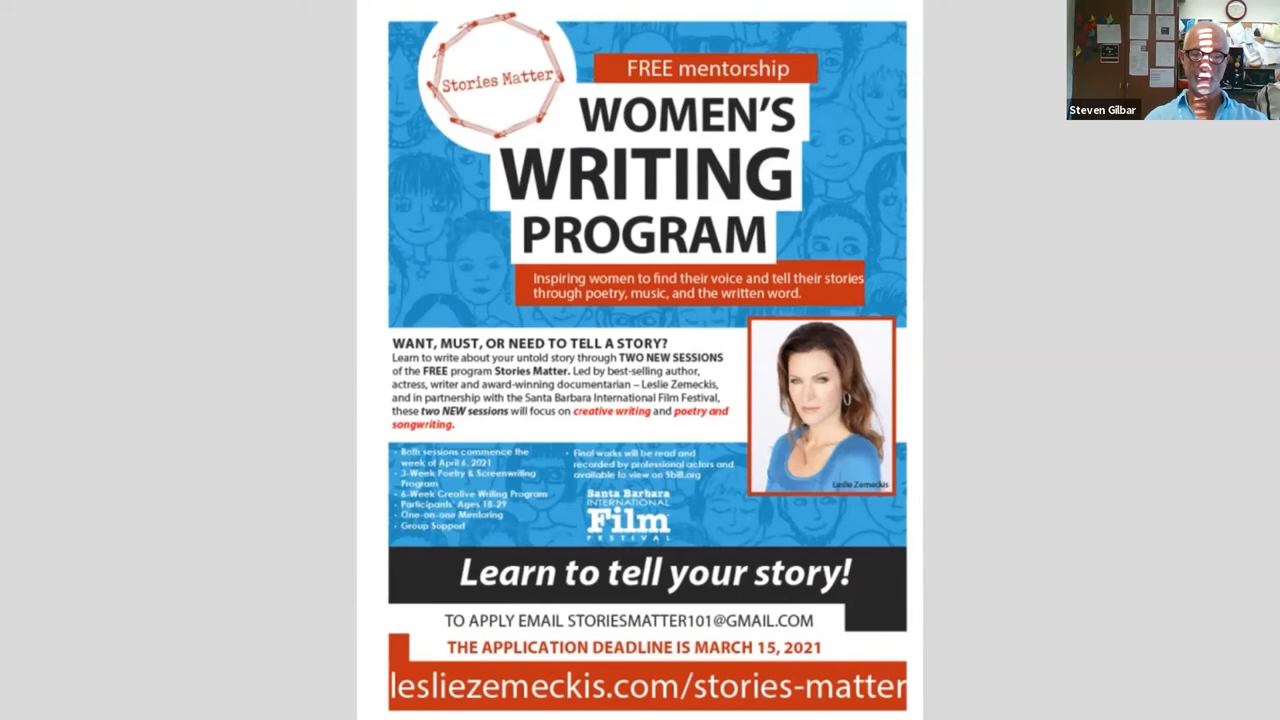 Stories Matter
FREE mentorship
WOMEN'S
WRITING
PROGRAM
Inspiring women to find their voice and tell their stories
through poetry, music, and the written word.
WANT, MUST, OR NEED TO TELL A STORY?
Learn to write about your untold story through TWO NEW SESSIONS
of the FREE program Stories Matter. Led by best-selling author,
actress, writer and award-winning documentarian – Leslie Zemeckis,
and in partnership with the Santa Barbara International Film Festival,
these two NEW sessions will focus on creative writing and poetry and
songwriting.
Leslie Zemeckis
• Both sessions commence the
week of April 6, 2021
• 3-Week Poetry & Screenwriting
Program
• 6-Week Creative Writing Program
• Participants' Ages 18-29
• One-on-one Mentoring
• Group Support
• Final works will be read and
recorded by professional actors and
available to view on Sbiff.org
Santa Barbara
INTERNATIONAL
Film
FESTIVAL
Learn to tell your story!
TO APPLY EMAIL STORIESMATTER101@GMAIL.COM
THE APPLICATION DEADLINE IS MARCH 15, 2021
lesliezemeckis.com/stories-matter
Steven Gilbar